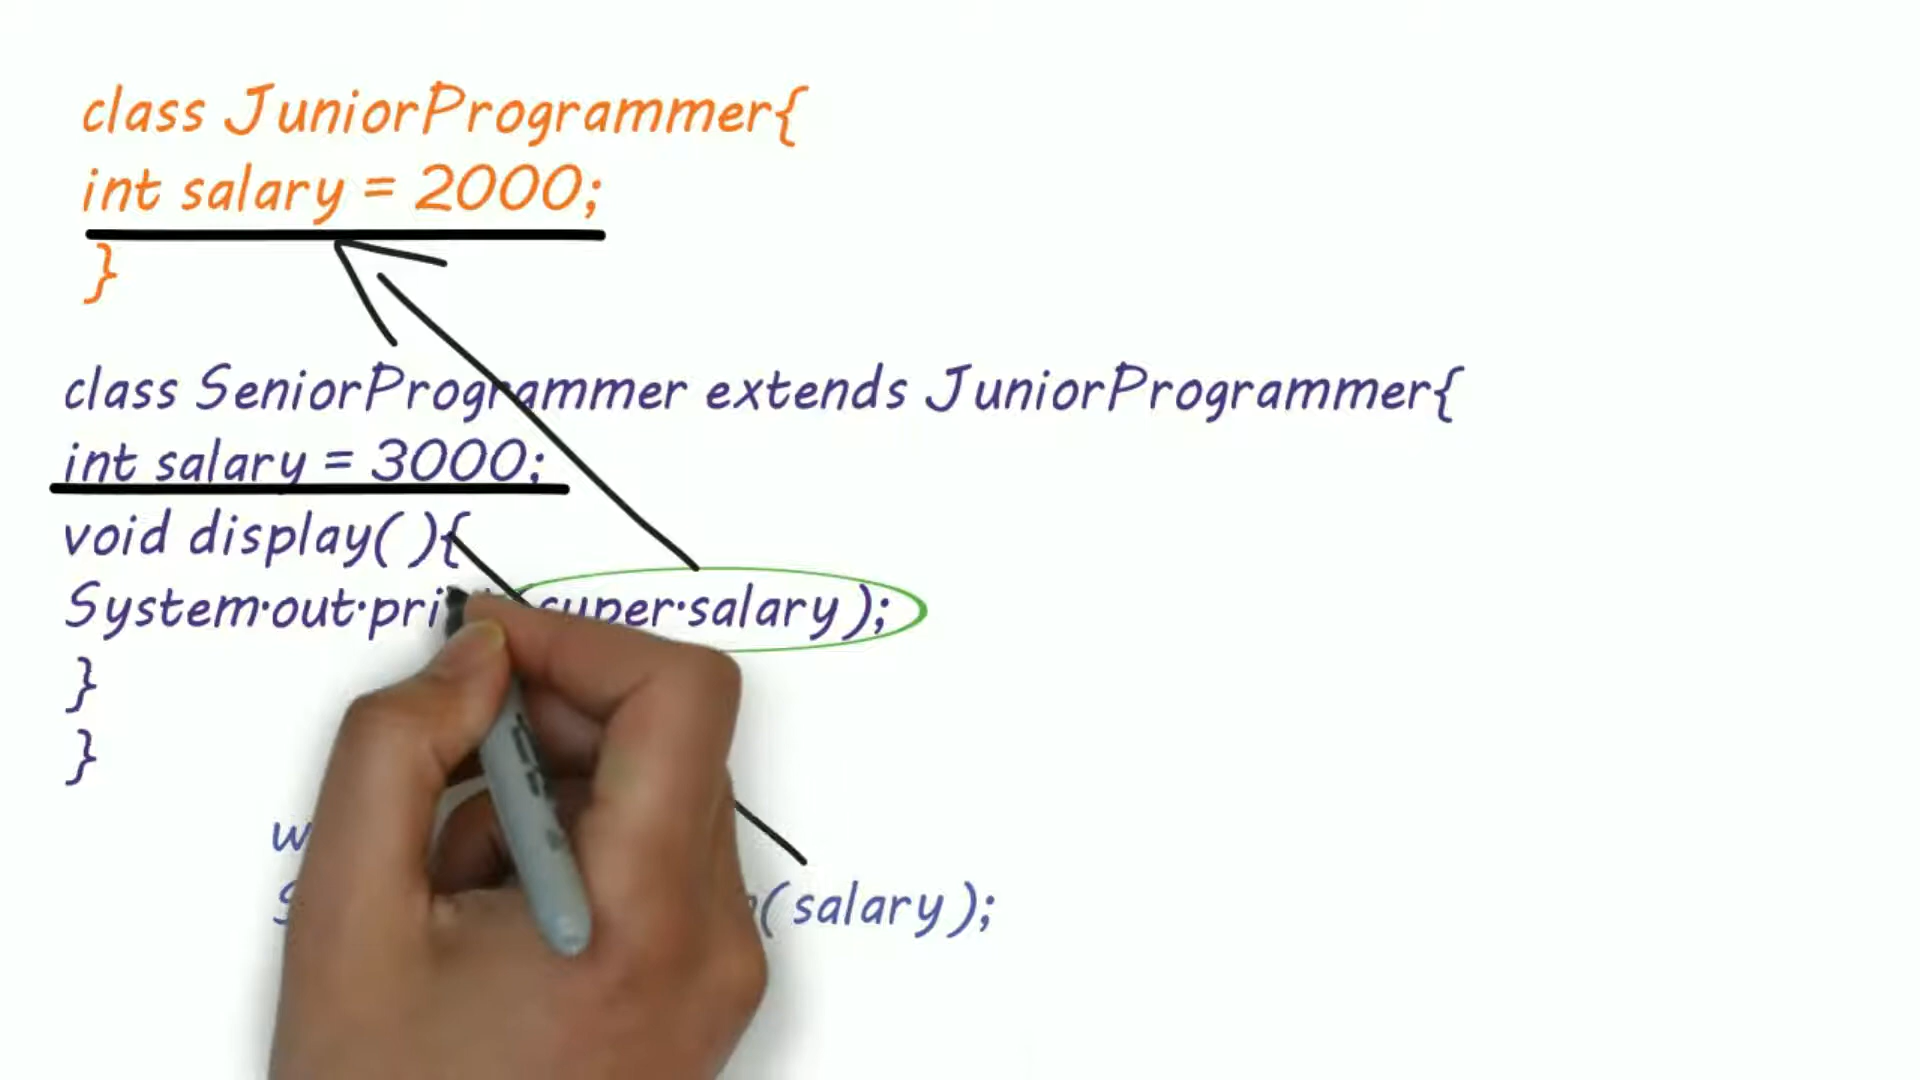 class JuniorProgrammer{
int salary = 2000;
}
class SeniorProgrammer extends JuniorProgrammer{
int salary = 3000;
void display( ){
System.out.pri super.salary );
}
}
(salary );